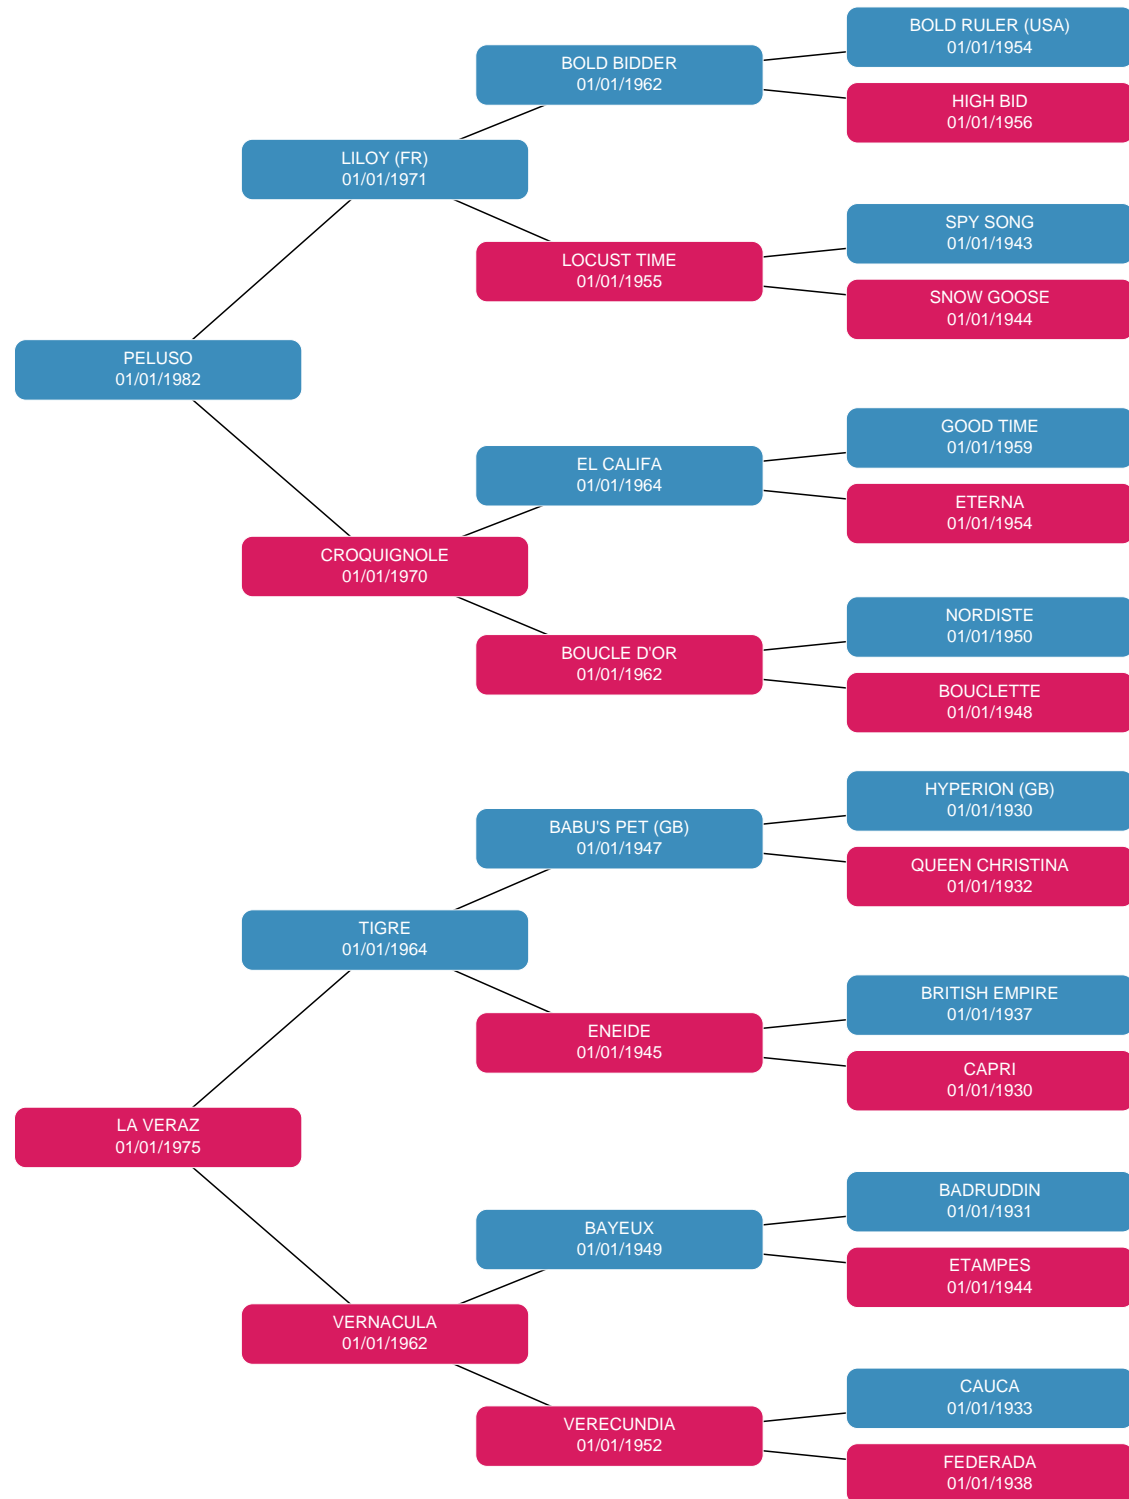 BOLD RULER (USA)
01/01/1954
BOLD BIDDER
01/01/1962
HIGH BID
01/01/1956
LILOY (FR)
01/01/1971
SPY SONG
01/01/1943
LOCUST TIME
01/01/1955
SNOW GOOSE
01/01/1944
PELUSO
01/01/1982
GOOD TIME
01/01/1959
EL CALIFA
01/01/1964
ETERNA
01/01/1954
CROQUIGNOLE
01/01/1970
NORDISTE
01/01/1950
BOUCLE D'OR
01/01/1962
BOUCLETTE
01/01/1948
HYPERION (GB)
01/01/1930
BABU'S PET (GB)
01/01/1947
QUEEN CHRISTINA
01/01/1932
TIGRE
01/01/1964
BRITISH EMPIRE
01/01/1937
ENEIDE
01/01/1945
CAPRI
01/01/1930
LA VERAZ
01/01/1975
BADRUDDIN
01/01/1931
BAYEUX
01/01/1949
ETAMPES
01/01/1944
VERNACULA
01/01/1962
CAUCA
01/01/1933
VERECUNDIA
01/01/1952
FEDERADA
01/01/1938